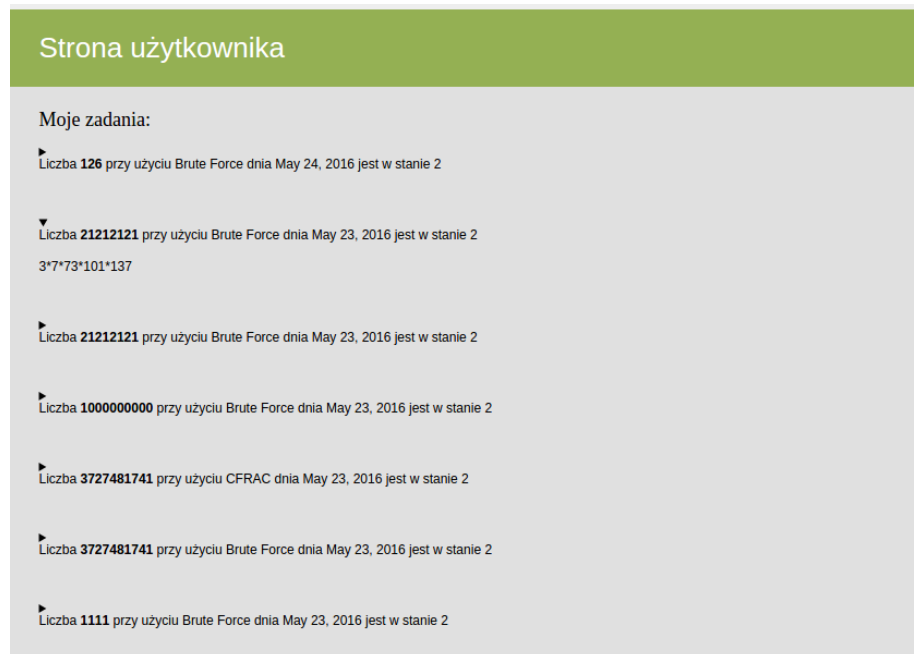 Strona użytkownika
Moje zadania:
Liczba 126 przy użyciu Brute Force dnia May 24, 2016 jest w stanie 2
Liczba 21212121 przy użyciu Brute Force dnia May 23, 2016 jest w stanie 2
3*7*73*101*137
Liczba 21212121 przy użyciu Brute Force dnia May 23, 2016 jest w stanie 2
Liczba 1000000000 przy użyciu Brute Force dnia May 23, 2016 jest w stanie 2
Liczba 3727481741 przy użyciu CFRAC dnia May 23, 2016 jest w stanie 2
Liczba 3727481741 przy użyciu Brute Force dnia May 23, 2016 jest w stanie 2
Liczba 1111 przy użyciu Brute Force dnia May 23, 2016 jest w stanie 2